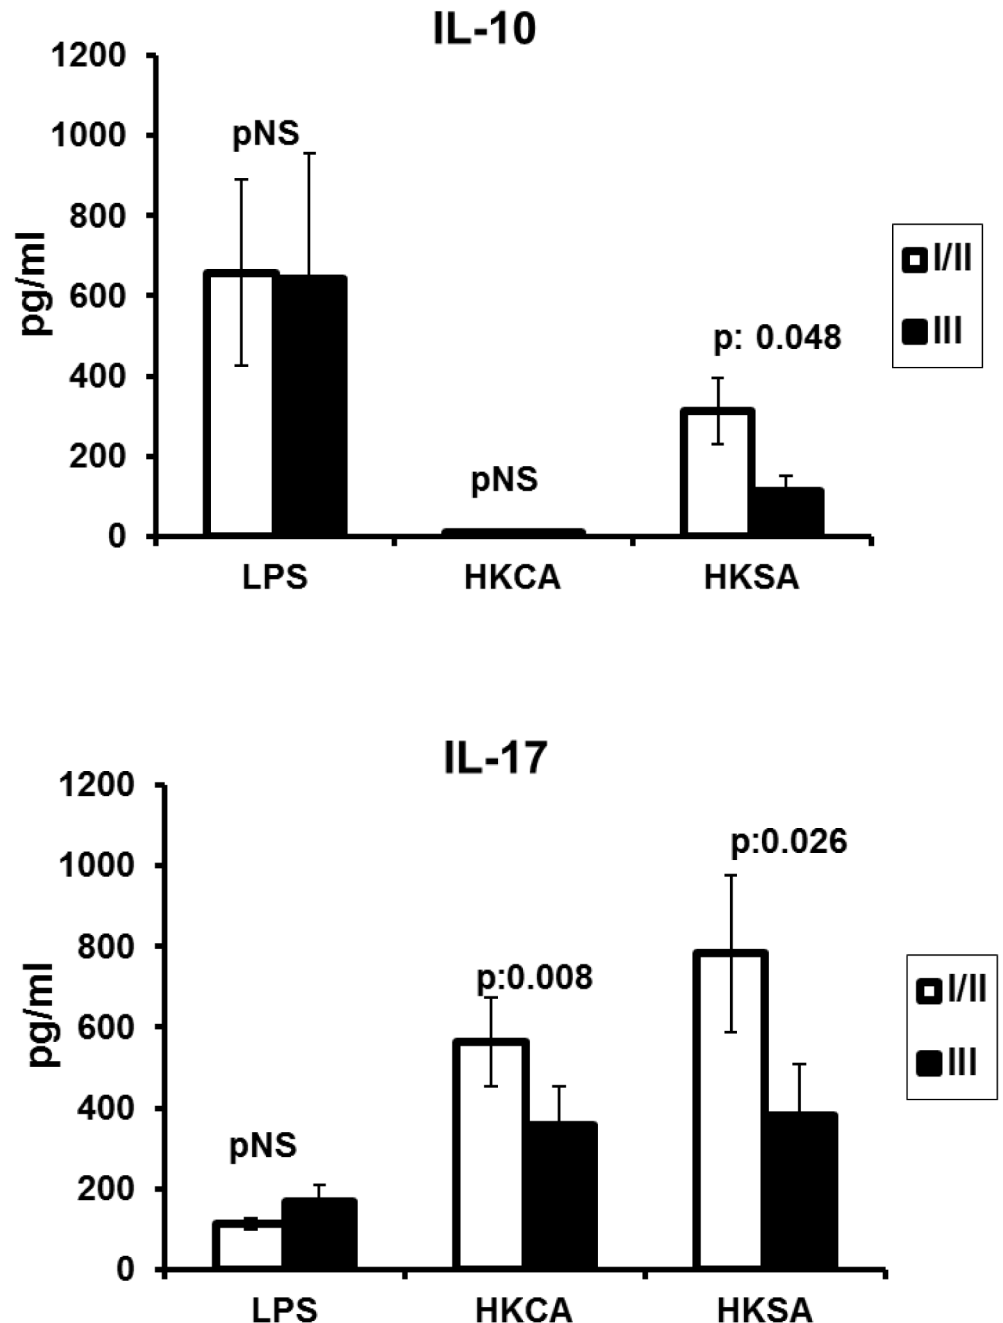 IL-10
1200
1000
800
600
400
200
0
pg/ml
pNS
pNS
p: 0.048
LPS HKCA HKSA
I/II
III
IL-17
1200
1000
800
600
400
200
0
pg/ml
pNS
p:0.008
p:0.026
LPS HKCA HKSA
I/II
III